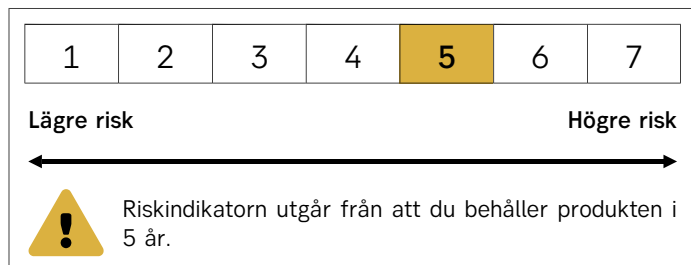 1 2 3 4 5 6 7
Lägre risk Högre risk
Riskindikatorn utgår från att du behåller produkten i
5 år.